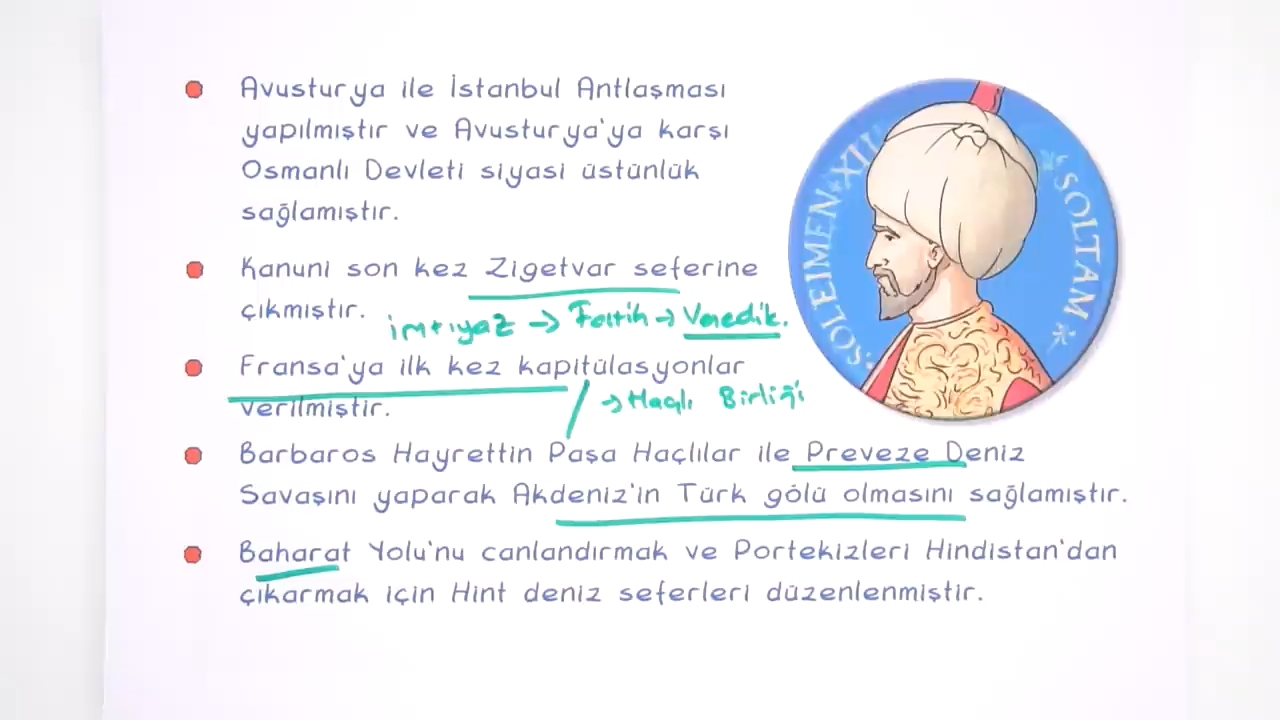 Avusturya ile İstanbul Antlaşması
yapılmıştır ve Avusturya'ya karşı
Osmanlı Devleti siyasi üstünlük
sağlamıştır.
Kanuni son kez Zigetvar seferine
çıkmıştır.
imtiyaz → Fatih → Venedik.
Fransa'ya ilk kez kapitülasyonlar
verilmiştir.
→ Haçlı Birliği
Barbaros Hayrettin Paşa Haçlılar ile Preveze Deniz
Savaşını yaparak Akdeniz'in Türk gölü olmasını sağlamıştır.
Baharat Yolu'nu canlandırmak ve Portekizleri Hindistan'dan
çıkarmak için Hint deniz seferleri düzenlenmiştir.
SOLEIMEN XIII
SOLTAM